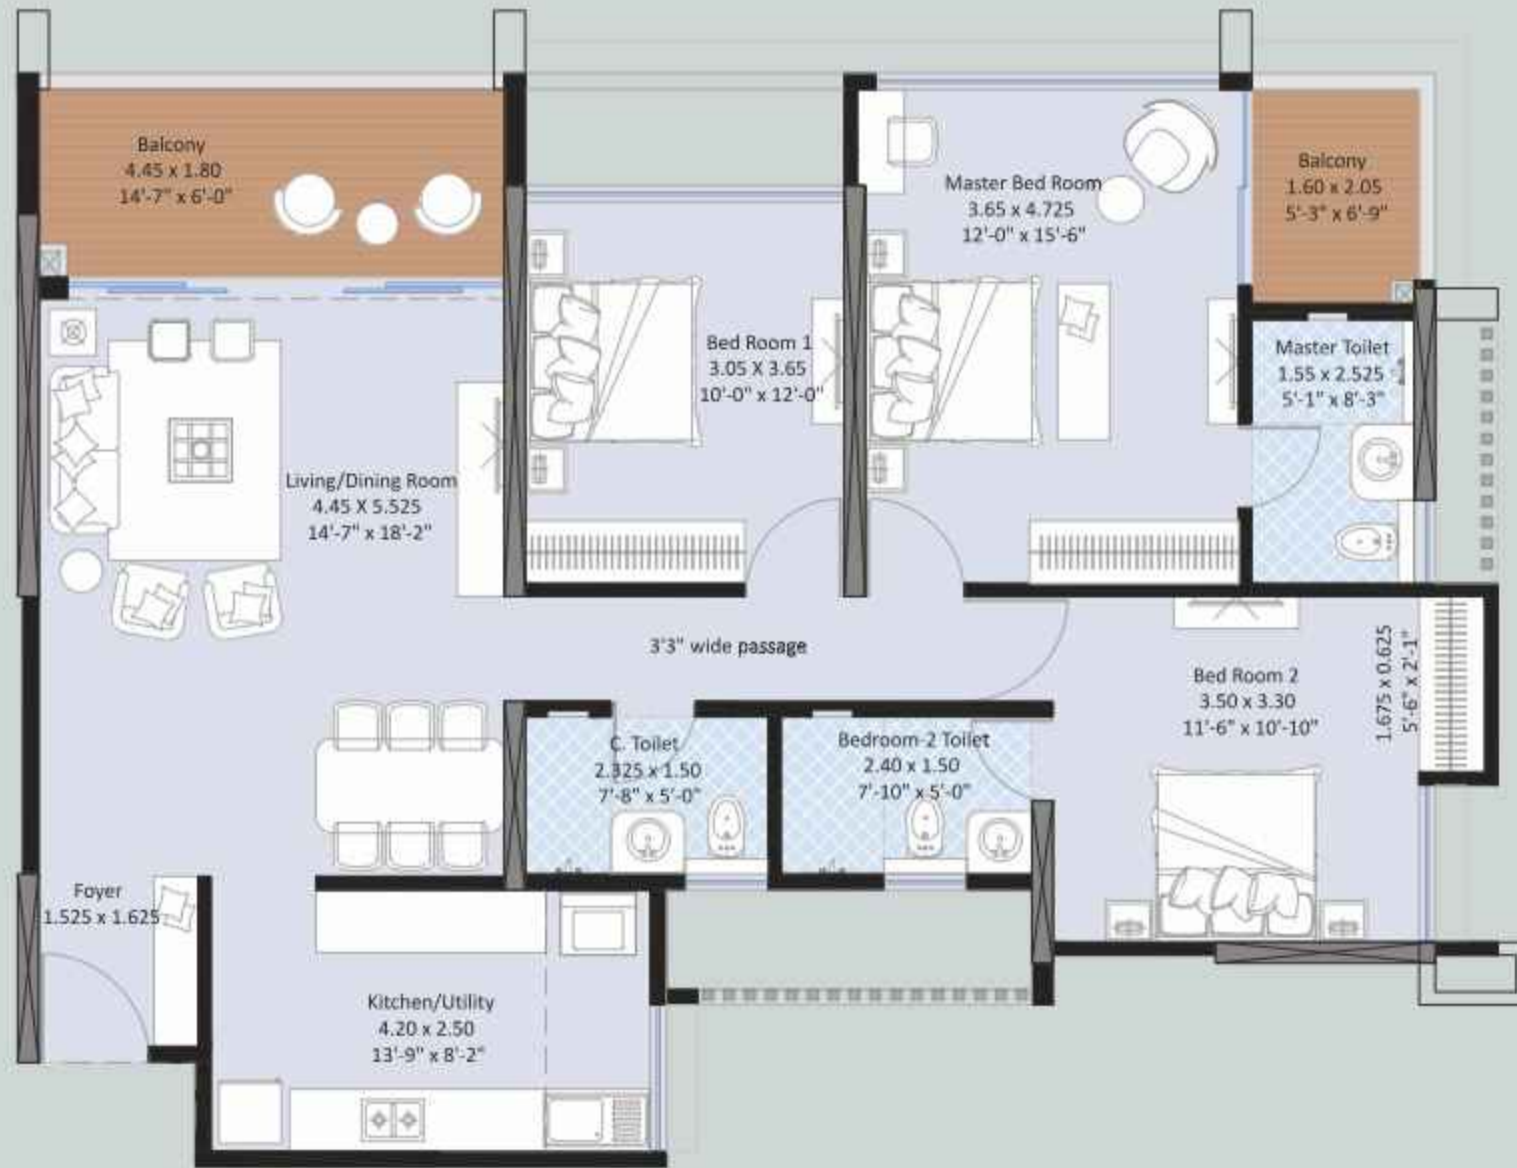 Balcony
4.45 x 1.80
14'-7" x 6'-0"
Balcony
1.60 x 2.05
5'-3" x 6'-9"
Master Bed Room
3.65 x 4.725
12'-0" x 15'-6"
Bed Room 1
3.05 X 3.65
10'-0" x 12'-0"
Master Toilet
1.55 x 2.525
5'-1" x 8'-3"
Living/Dining Room
4.45 X 5.525
14'-7" x 18'-2"
3'3" wide passage
Bed Room 2
3.50 x 3.30
11'-6" x 10'-10"
1.675 x 0.625
5'-6" x 2'-1"
C. Toilet
2.325 x 1.50
7'-8" x 5'-0"
Bedroom-2 Toilet
2.40 x 1.50
7'-10" x 5'-0"
Foyer
1.525 x 1.625
Kitchen/Utility
4.20 x 2.50
13'-9" x 8'-2"